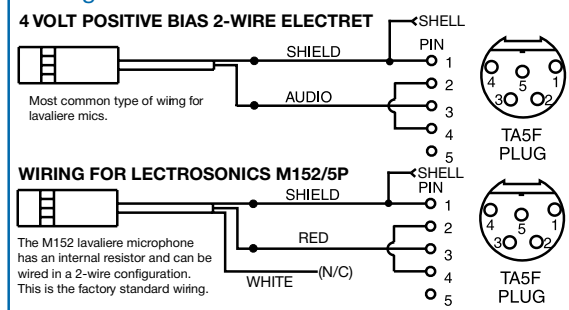 4 VOLT POSITIVE BIAS 2-WIRE ELECTRET
SHELL
PIN
SHIELD
1
2
AUDIO
3
4
5
Most common type of wiing for
lavaliere mics.
4
5
1
3
2
TA5F
PLUG
WIRING FOR LECTROSONICS M152/5P
SHELL
PIN
SHIELD
1
2
RED
3
(N/C)
4
WHITE
5
The M152 lavaliere microphone
has an internal resistor and can be
wired in a 2-wire configuration.
This is the factory standard wiring.
4
5
1
3
2
TA5F
PLUG